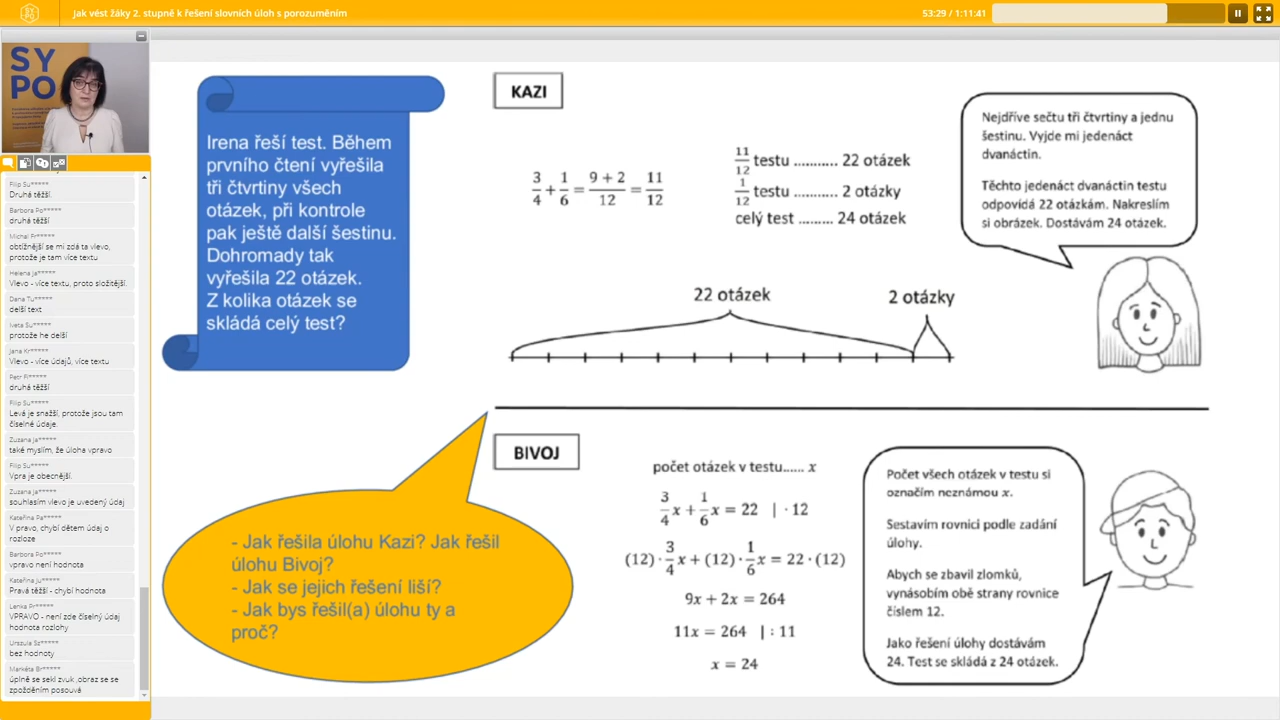 Jak vést žáky 2. stupně k řešení slovních úloh s porozuměním
53:29 / 1:11:41
SY
PO
Filip Su*****
Druhá těžší.
Barbora Po*****
druhá těžší
Michal Fr*****
obtížnější se mi zdá ta vlevo,
protože je tam více textu
Helena ja*****
Vlevo - více textu, proto složitější.
Dana Tu*****
delší text
Iveta Su*****
protože he delší
Jana Kr*****
Vlevo - více údajů, více textu
Petr Fi*****
druhá těžší
Filip Su*****
Levá je snažší, protože jsou tam
číselné údaje.
Zuzana ja*****
také myslím, že úloha vpravo
Filip Su*****
Vpra je obecnější.
Zuzana ja*****
souhlasím vlevo je uvedený údaj
Kateřina Pa*****
V pravo, chybí dětem údaj o
rozloze
Barbora Po*****
vpravo není hodnota
Kateřina Ju*****
Pravá těžší - chybí hodnota
Lenka Pr*****
VPRAVO - není zde číselný údaj
hodnota rozlohy
Urszula Sz*****
bez hodnoty
Markéta Br*****
úplně se sekl zvuk ,obraz se se
zpožděním posouvá
Irena řeší test. Během
prvního čtení vyřešila
tři čtvrtiny všech
otázek, při kontrole
pak ještě další šestinu.
Dohromady tak
vyřešila 22 otázek.
Z kolika otázek se
skládá celý test?
KAZI
3/4 + 1/6 = (9 + 2)/12 = 11/12
11/12 testu ........... 22 otázek
1/12 testu ........... 2 otázky
celý test ......... 24 otázek
Nejdříve sečtu tři čtvrtiny a jednu
šestinu. Vyjde mi jedenáct
dvanáctin.
Těchto jedenáct dvanáctin testu
odpovídá 22 otázkám. Nakreslím
si obrázek. Dostávám 24 otázek.
22 otázek
2 otázky
- Jak řešila úlohu Kazi? Jak řešil
úlohu Bivoj?
- Jak se jejich řešení liší?
- Jak bys řešil(a) úlohu ty a
proč?
BIVOJ
počet otázek v testu..... x
3/4 x + 1/6 x = 22 | · 12
(12) · 3/4 x + (12) · 1/6 x = 22 · (12)
9x + 2x = 264
11x = 264 | : 11
x = 24
Počet všech otázek v testu si
označím neznámou x.
Sestavím rovnici podle zadání
úlohy.
Abych se zbavil zlomků,
vynásobím obě strany rovnice
číslem 12.
Jako řešení úlohy dostávám
24. Test se skládá z 24 otázek.